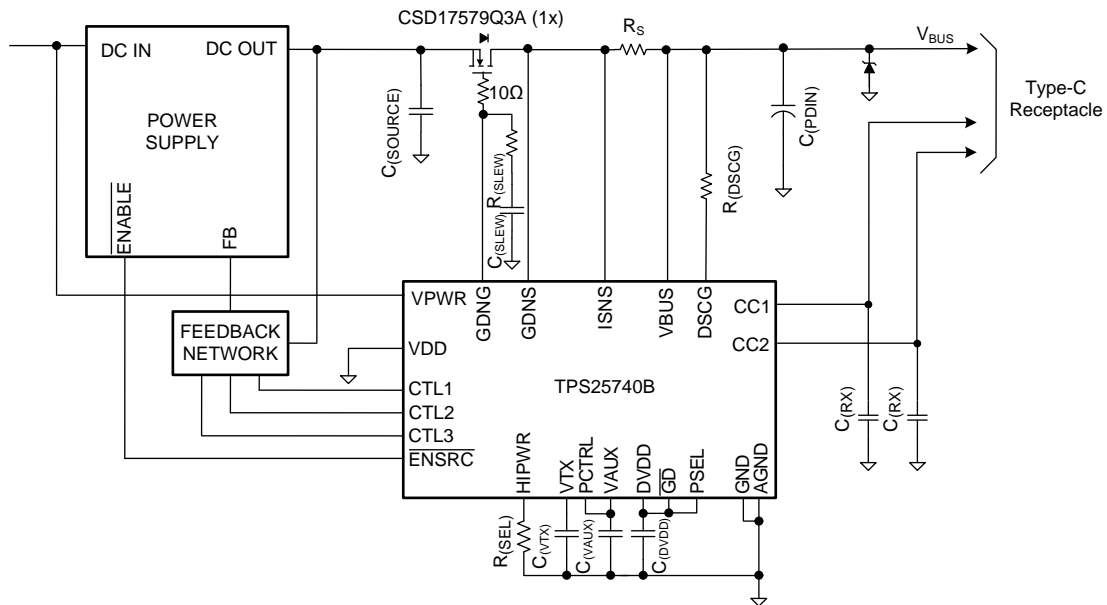 CSD17579Q3A (1x)
DC IN
DC OUT
POWER
SUPPLY
ENABLE
FB
C(SOURCE)
10Ω
R(SLEW)
C(SLEW)
RS
R(DSCG)
C(PDIN)
VBUS
Type-C
Receptacle
FEEDBACK
NETWORK
VPWR
VDD
CTL1
CTL2
CTL3
ENSRC
GDNG
GDNS
ISNS
VBUS
DSCG
CC1
CC2
TPS25740B
HIPWR
VTX
PCTRL
VAUX
DVDD
GD
PSEL
GND
AGND
R(SEL)
C(VTX)
C(VAUX)
C(DVDD)
C(RX)
C(RX)